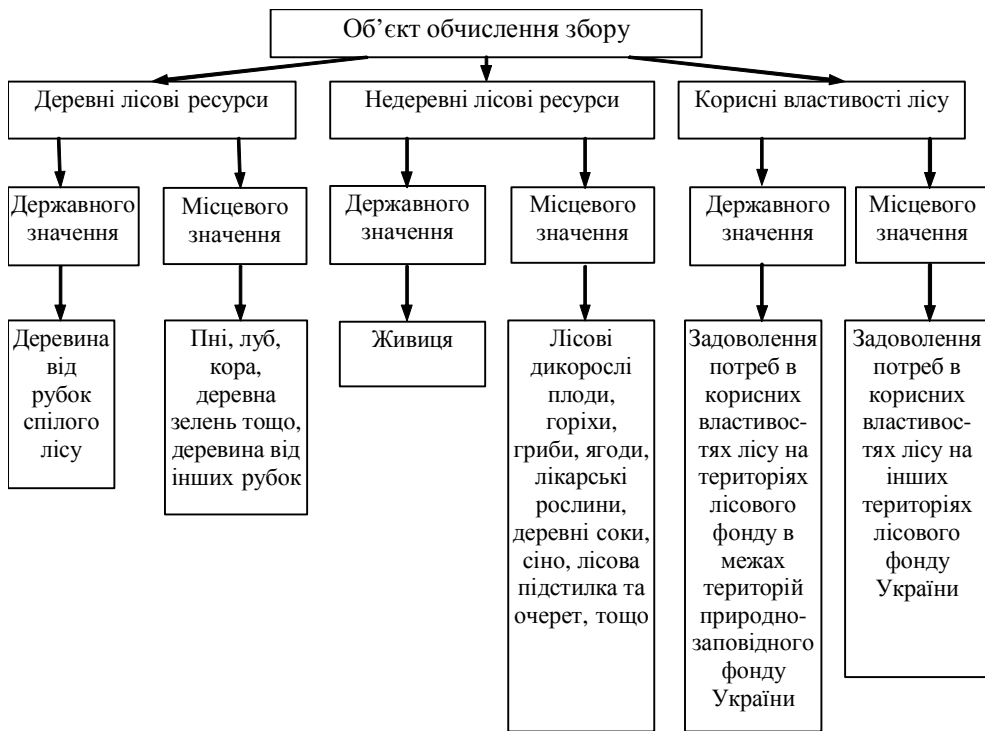 Об’єкт обчислення збору
Деревні лісові ресурси
Недеревні лісові ресурси
Корисні властивості лісу
Державного
значення
Місцевого
значення
Державного
значення
Місцевого
значення
Державного
значення
Місцевого
значення
Деревина
від
рубок
спілого
лісу
Пні, луб,
кора,
деревна
зелень тощо,
деревина від
інших рубок
Живиця
Лісові
дикорослі
плоди,
горіхи,
гриби, ягоди,
лікарські
рослини,
деревні соки,
сіно, лісова
підстилка та
очерет, тощо
Задоволення
потреб в
корисних
властивос-
тях лісу на
територіях
лісового
фонду в
межах
територій
природно-
заповідного
фонду
України
Задоволення
потреб в
корисних
властивос-
тях лісу на
інших
територіях
лісового
фонду
України